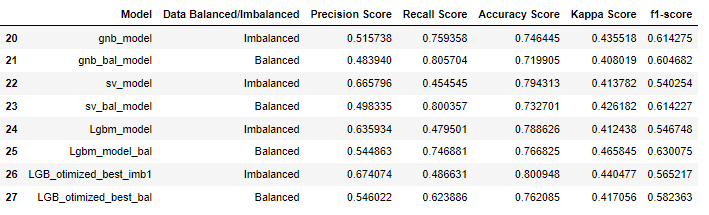 Model Data Balanced/Imbalanced Precision Score Recall Score Accuracy Score Kappa Score f1-score
20 gnb_model Imbalanced 0.515738 0.759358 0.746445 0.435518 0.614275
21 gnb_bal_model Balanced 0.483940 0.805704 0.719905 0.408019 0.604682
22 sv_model Imbalanced 0.665796 0.454545 0.794313 0.413782 0.540254
23 sv_bal_model Balanced 0.498335 0.800357 0.732701 0.426182 0.614227
24 Lgbm_model Imbalanced 0.635934 0.479501 0.788626 0.412438 0.546748
25 Lgbm_model_bal Balanced 0.544863 0.746881 0.766825 0.465845 0.630075
26 LGB_otimized_best_imb1 Imbalanced 0.674074 0.486631 0.800948 0.440477 0.565217
27 LGB_otimized_best_bal Balanced 0.546022 0.623886 0.762085 0.417056 0.582363